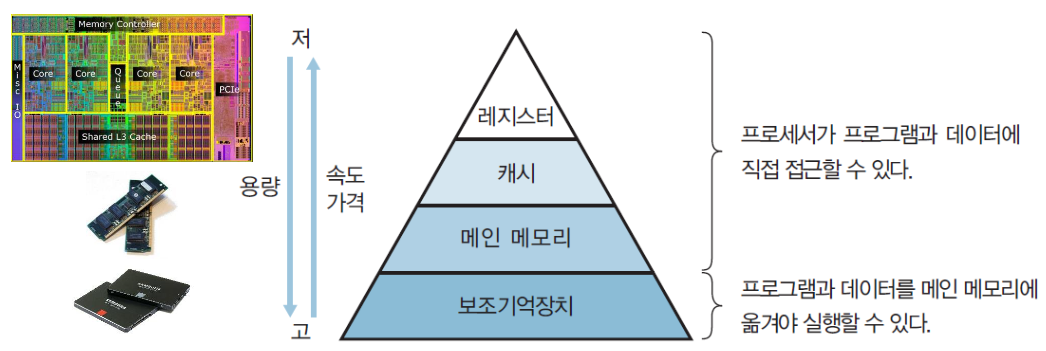 Memory Controller
Misc IO
Core
Core
Queue
Core
Core
PCIe
Shared L3 Cache
저
용량
속도
가격
고
레지스터
캐시
메인 메모리
보조기억장치
프로세서가 프로그램과 데이터에
직접 접근할 수 있다.
프로그램과 데이터를 메인 메모리에
옮겨야 실행할 수 있다.